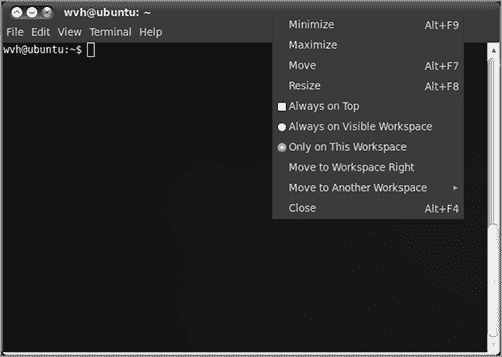 wvh@ubuntu: ~
File Edit View Terminal Help
wvh@ubuntu:~$
Minimize Alt+F9
Maximize
Move Alt+F7
Resize Alt+F8
Always on Top
Always on Visible Workspace
Only on This Workspace
Move to Workspace Right
Move to Another Workspace
Close Alt+F4